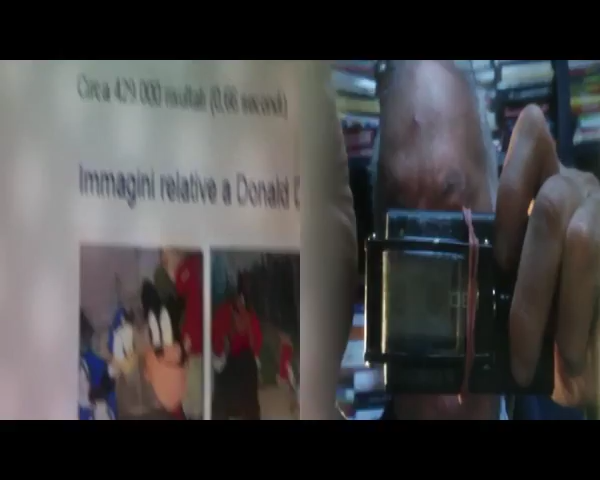 Circa 429.000 risultati (0,66 secondi)
Immagini relative a Donald D